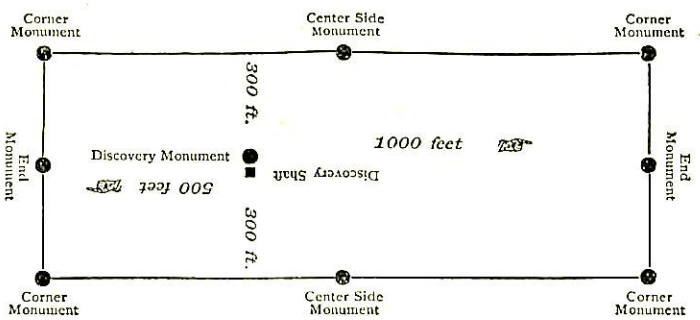 Corner
Monument
Center Side
Monument
Corner
Monument
300 ft.
1000 feet
End
Monument
Discovery Monument
Discovery Shaft
End
Monument
500 feet
300 ft.
Corner
Monument
Center Side
Monument
Corner
Monument